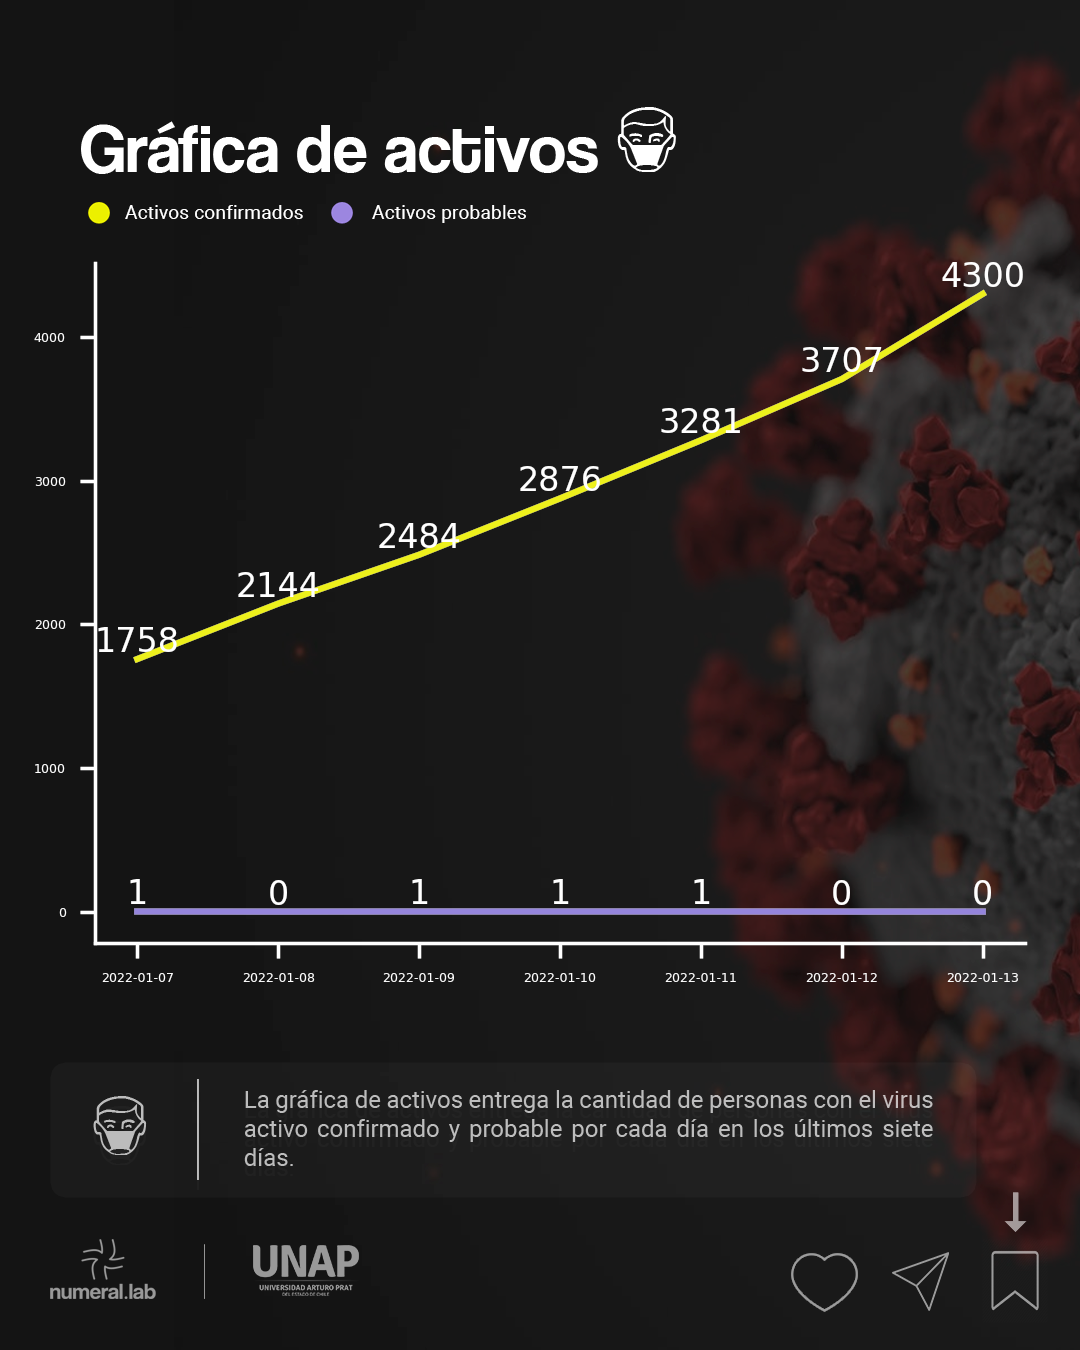 Gráfica de activos
Activos confirmados Activos probables
4300
4000
3707
3281
3000
2876
2484
2144
2000
1758
1000
1 0 1 1 1 0 0
0
2022-01-07 2022-01-08 2022-01-09 2022-01-10 2022-01-11 2022-01-12 2022-01-13
La gráfica de activos entrega la cantidad de personas con el virus
activo confirmado y probable por cada día en los últimos siete
días.
numeral.lab
UNAP
UNIVERSIDAD ARTURO PRAT
DEL ESTADO DE CHILE